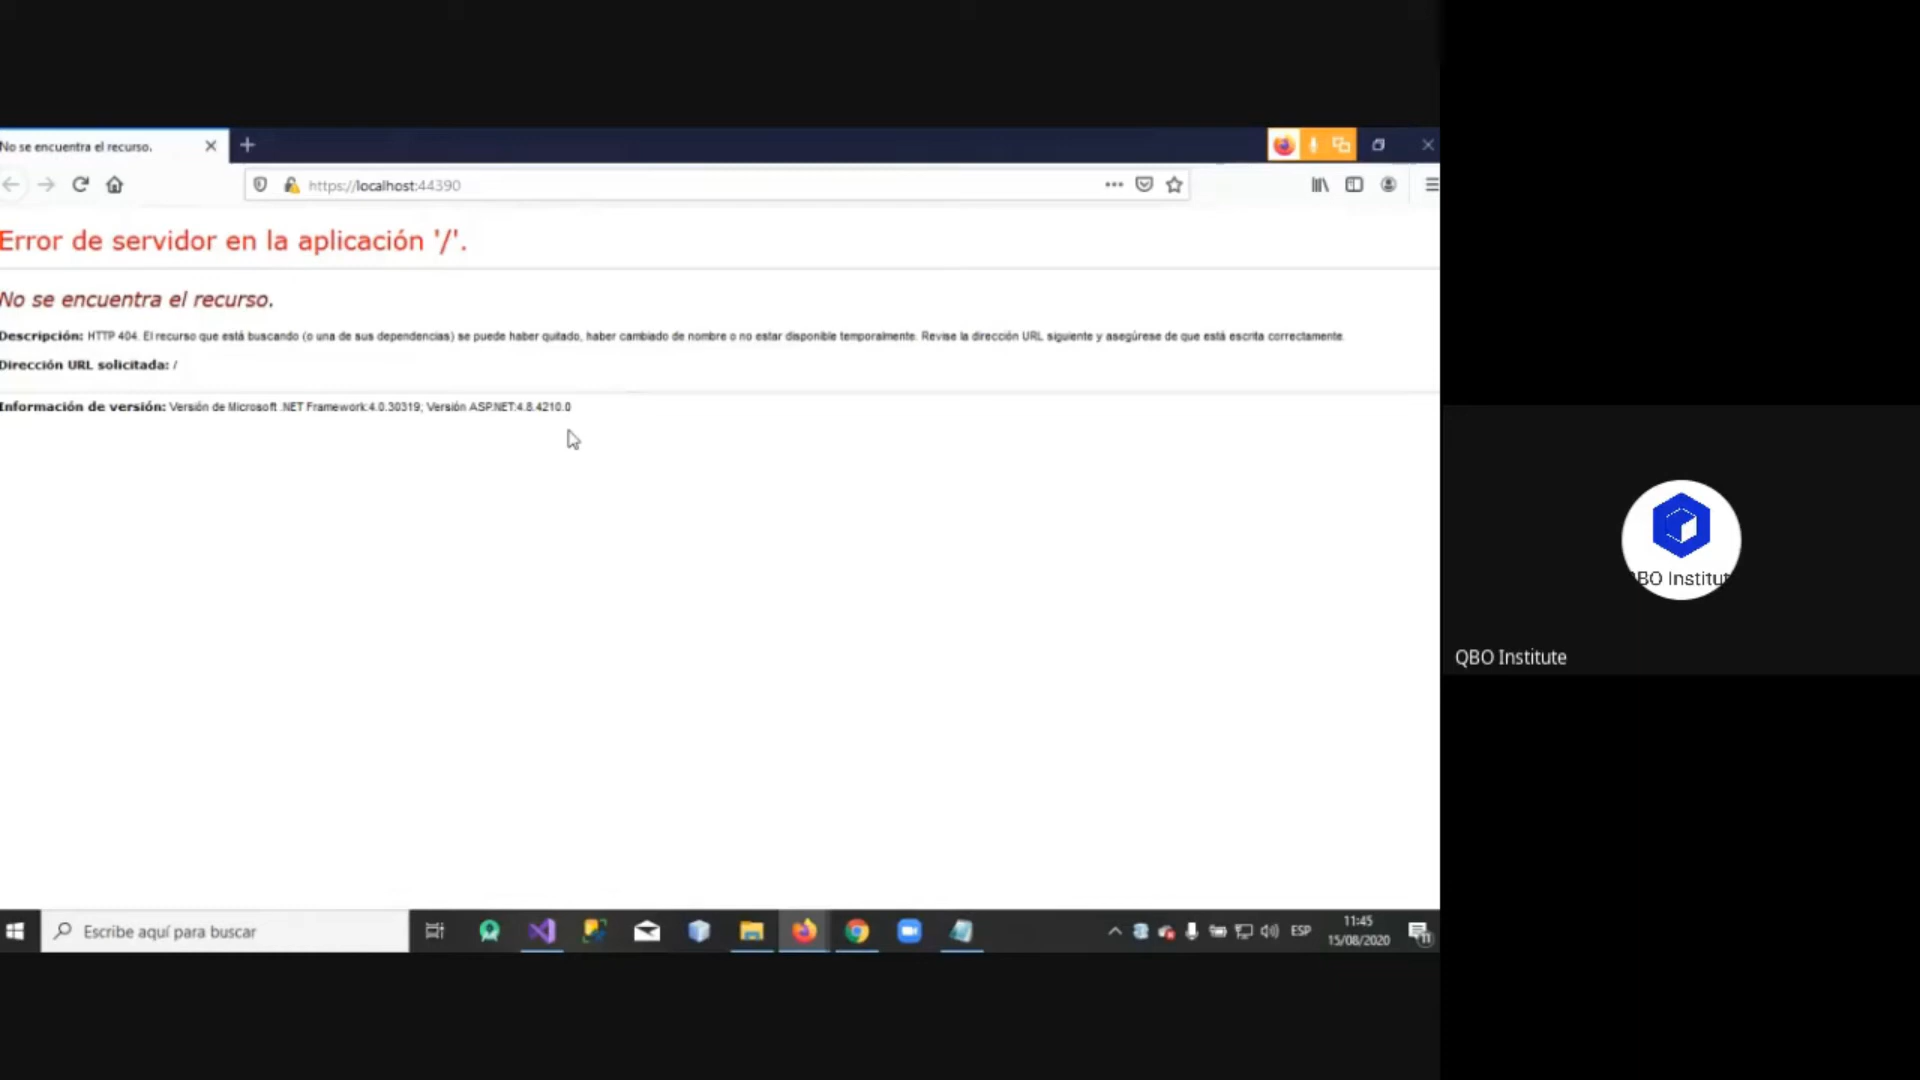 No se encuentra el recurso.
https://localhost:44390
Error de servidor en la aplicación '/'.
No se encuentra el recurso.
Descripción: HTTP 404. El recurso que está buscando (o una de sus dependencias) se puede haber quitado, haber cambiado de nombre o no estar disponible temporalmente. Revise la dirección URL siguiente y asegúrese de que está escrita correctamente.
Dirección URL solicitada: /
Información de versión: Versión de Microsoft .NET Framework:4.0.30319; Versión ASP.NET:4.8.4210.0
BO Institut
QBO Institute
Escribe aquí para buscar
ESP
11:45
15/08/2020
11